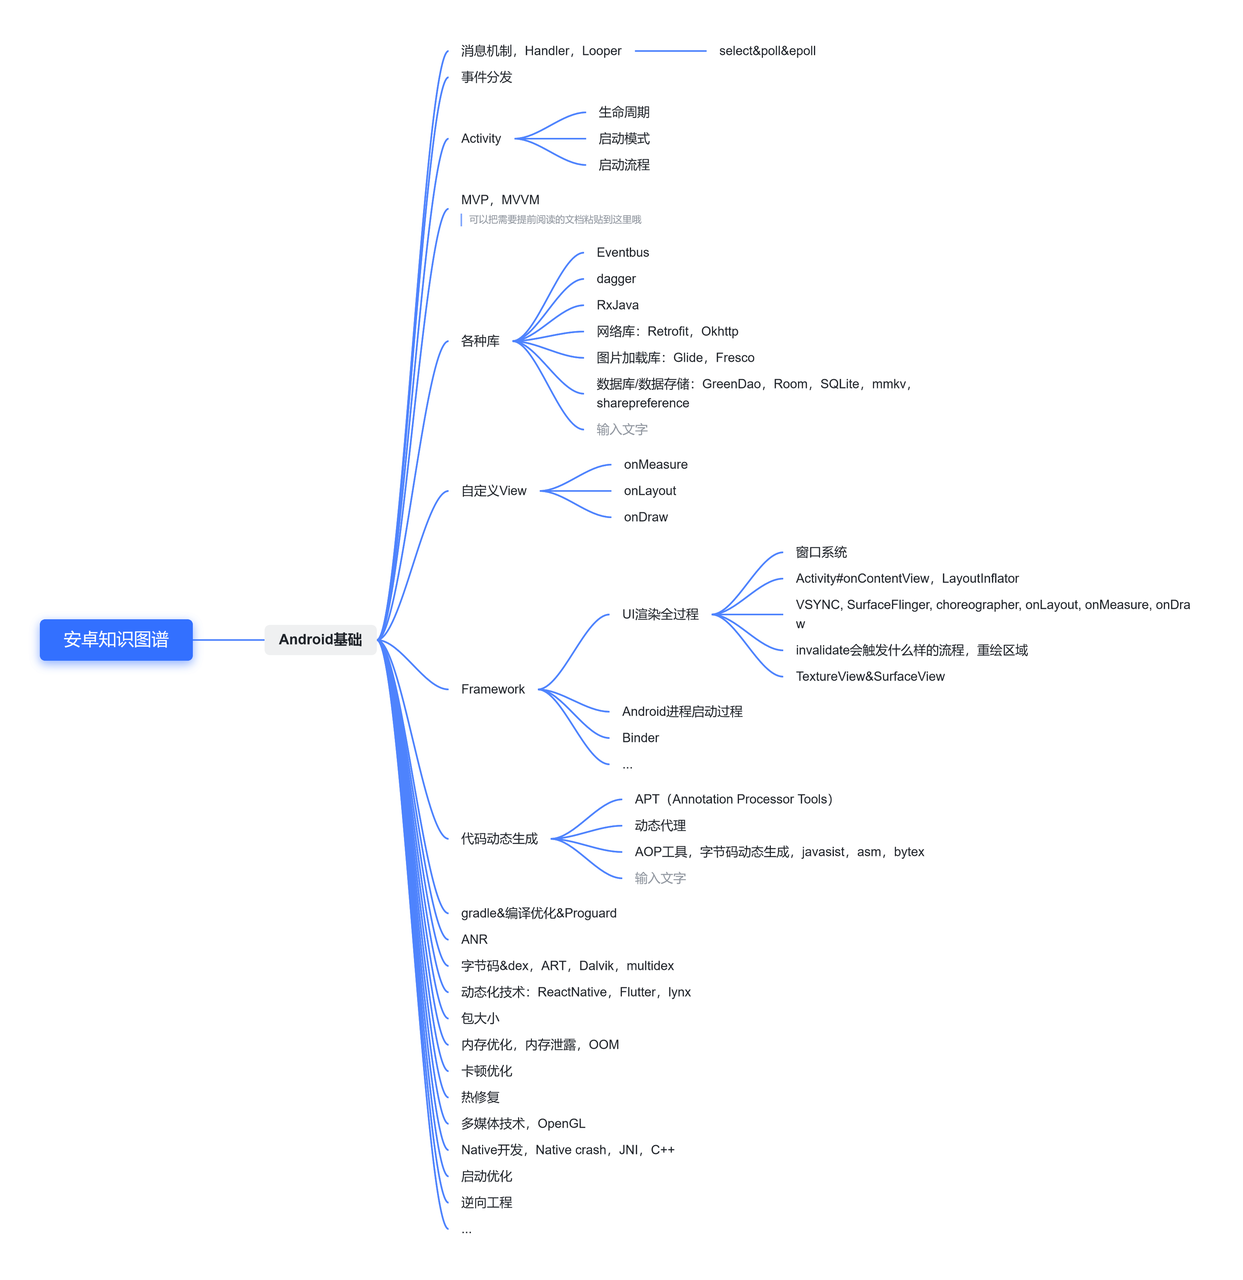 消息机制，Handler，Looper
select&poll&epoll
事件分发
生命周期
Activity
启动模式
启动流程
MVP，MVVM
可以把需要提前阅读的文档粘贴到这里哦
Eventbus
dagger
RxJava
网络库：Retrofit，Okhttp
各种库
图片加载库：Glide，Fresco
数据库/数据存储：GreenDao，Room，SQLite，mmkv，
sharepreference
输入文字
onMeasure
自定义View
onLayout
onDraw
窗口系统
Activity#onContentView，LayoutInflator
UI渲染全过程
VSYNC, SurfaceFlinger, choreographer, onLayout, onMeasure, onDra
w
安卓知识图谱
Android基础
invalidate会触发什么样的流程，重绘区域
TextureView&SurfaceView
Framework
Android进程启动过程
Binder
...
APT（Annotation Processor Tools）
动态代理
代码动态生成
AOP工具，字节码动态生成，javasist，asm，bytex
输入文字
gradle&编译优化&Proguard
ANR
字节码&dex，ART，Dalvik，multidex
动态化技术：ReactNative，Flutter，lynx
包大小
内存优化，内存泄露，OOM
卡顿优化
热修复
多媒体技术，OpenGL
Native开发，Native crash，JNI，C++
启动优化
逆向工程
...